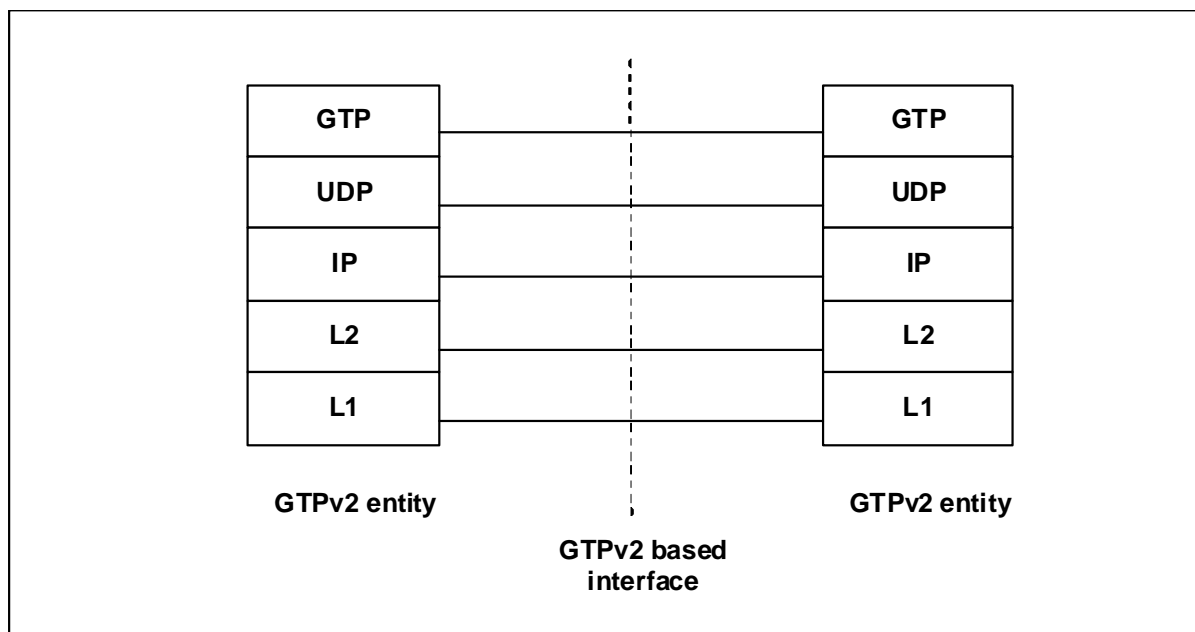 GTP
GTP
UDP
UDP
IP
IP
L2
L2
L1
L1
GTPv2 entity
GTPv2 entity
GTPv2 based
interface